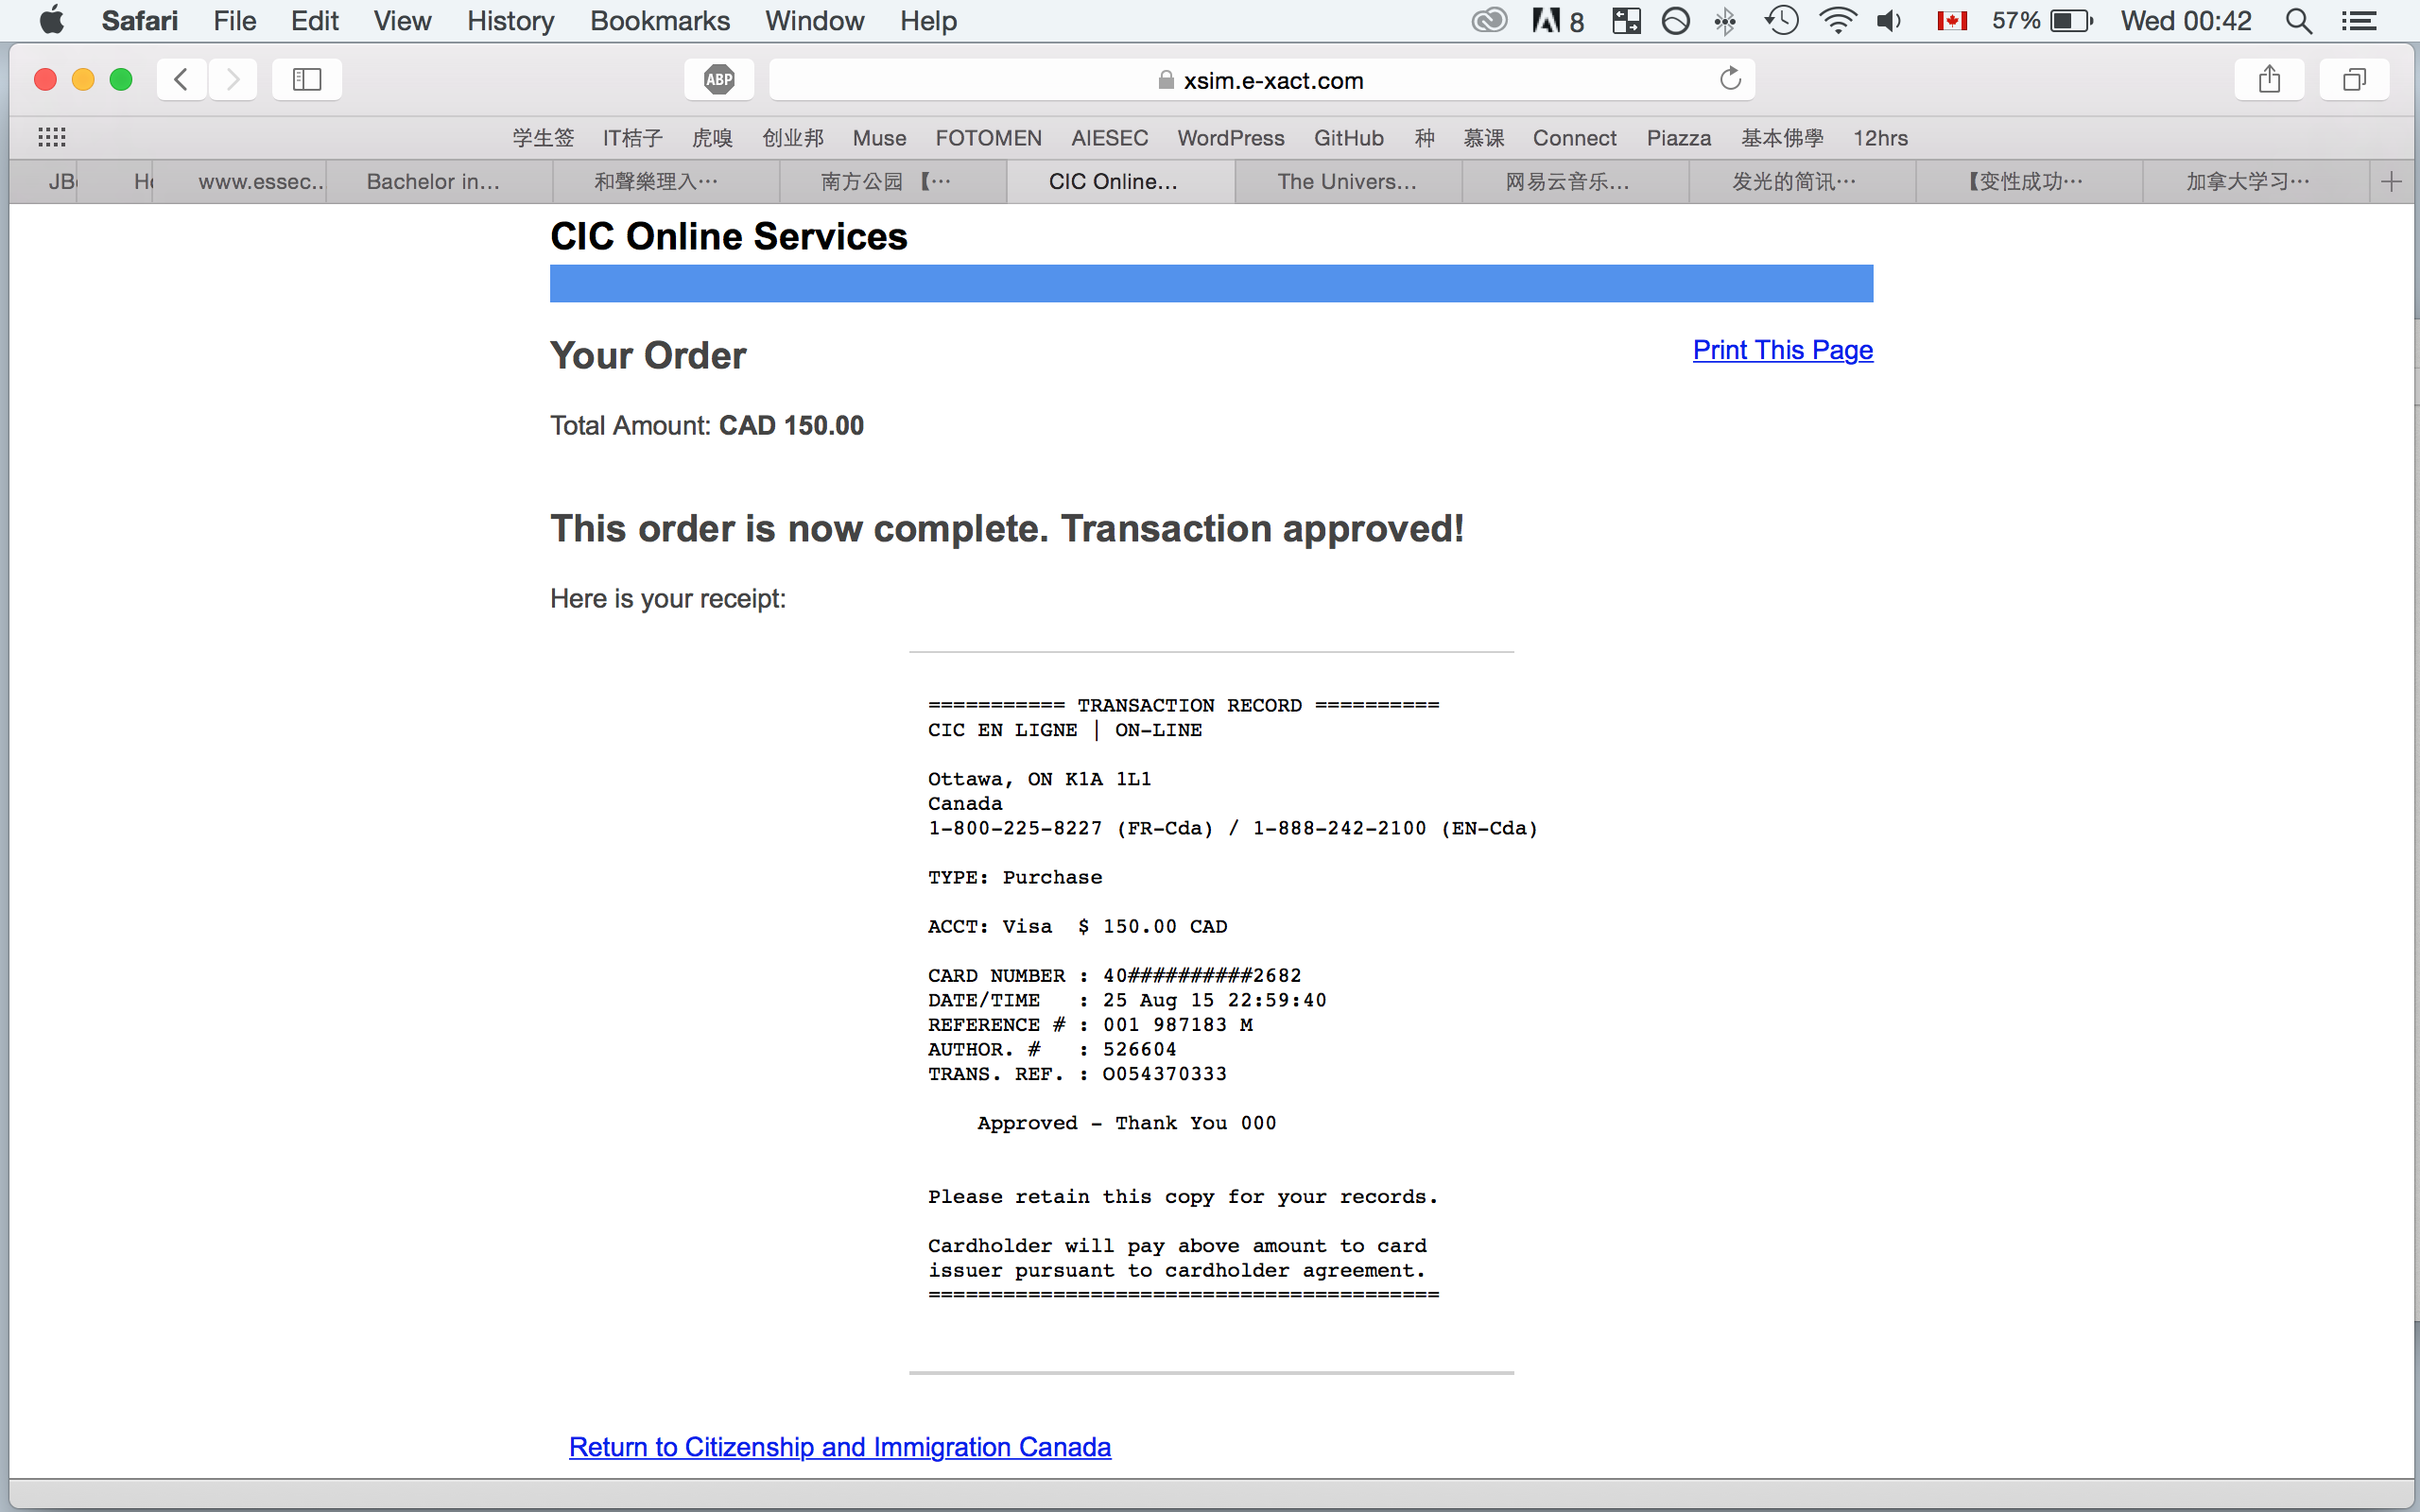 Safari File Edit View History Bookmarks Window Help 8 57% Wed 00:42
ABP xsim.e-xact.com
学生签 IT桔子 虎嗅 创业邦 Muse FOTOMEN AIESEC WordPress GitHub 种 慕课 Connect Piazza 基本佛學 12hrs
JB Ho www.essec... Bachelor in... 和聲樂理入… 南方公园 【… CIC Online... The Univers... 网易云音乐... 发光的简讯… 【变性成功… 加拿大学习…
CIC Online Services
Your Order
Print This Page
Total Amount: CAD 150.00
This order is now complete. Transaction approved!
Here is your receipt:
=========== TRANSACTION RECORD ==========
CIC EN LIGNE | ON-LINE
Ottawa, ON K1A 1L1
Canada
1-800-225-8227 (FR-Cda) / 1-888-242-2100 (EN-Cda)
TYPE: Purchase
ACCT: Visa  $ 150.00 CAD
CARD NUMBER : 40##########2682
DATE/TIME   : 25 Aug 15 22:59:40
REFERENCE # : 001 987183 M
AUTHOR. #   : 526604
TRANS. REF. : O054370333
Approved - Thank You 000
Please retain this copy for your records.
Cardholder will pay above amount to card
issuer pursuant to cardholder agreement.
=========================================
Return to Citizenship and Immigration Canada